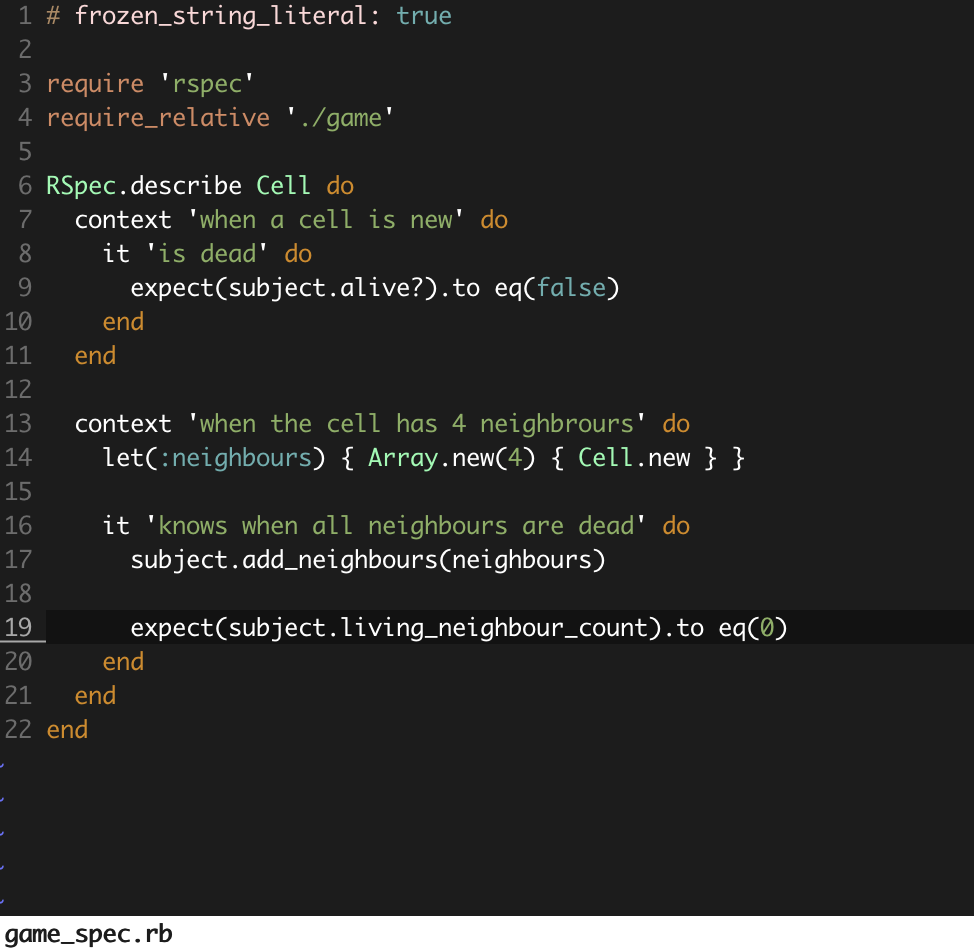 1 # frozen_string_literal: true
2
3 require 'rspec'
4 require_relative './game'
5
6 RSpec.describe Cell do
7   context 'when a cell is new' do
8     it 'is dead' do
9       expect(subject.alive?).to eq(false)
10     end
11   end
12
13   context 'when the cell has 4 neighbrours' do
14     let(:neighbours) { Array.new(4) { Cell.new } }
15
16     it 'knows when all neighbours are dead' do
17       subject.add_neighbours(neighbours)
18
19       expect(subject.living_neighbour_count).to eq(0)
20     end
21   end
22 end
~
~
~
~
~
game_spec.rb